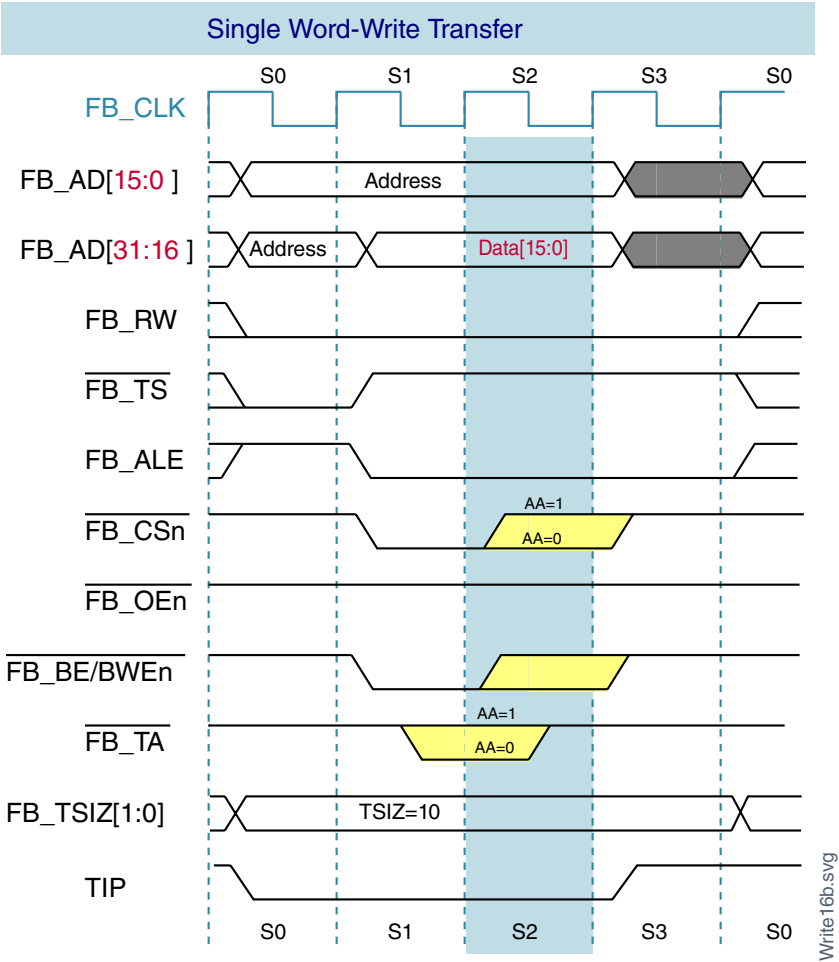 Single Word-Write Transfer
S0 S1 S2 S3 S0
FB_CLK
FB_AD[15:0 ] Address
FB_AD[31:16 ] Address Data[15:0]
FB_RW
FB_TS
FB_ALE
AA=1
FB_CSn AA=0
FB_OEn
FB_BE/BWEn
AA=1
FB_TA AA=0
FB_TSIZ[1:0] TSIZ=10
TIP
S0 S1 S2 S3 S0
Write16b.svg